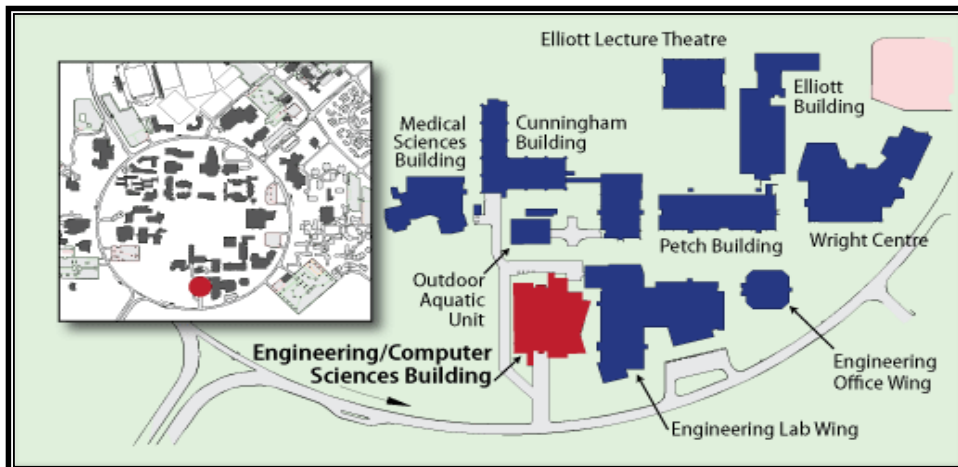 Elliott Lecture Theatre
Elliott
Building
Medical
Sciences
Building
Cunningham
Building
Petch Building
Wright Centre
Outdoor
Aquatic
Unit
Engineering/Computer
Sciences Building
Engineering
Office Wing
Engineering Lab Wing